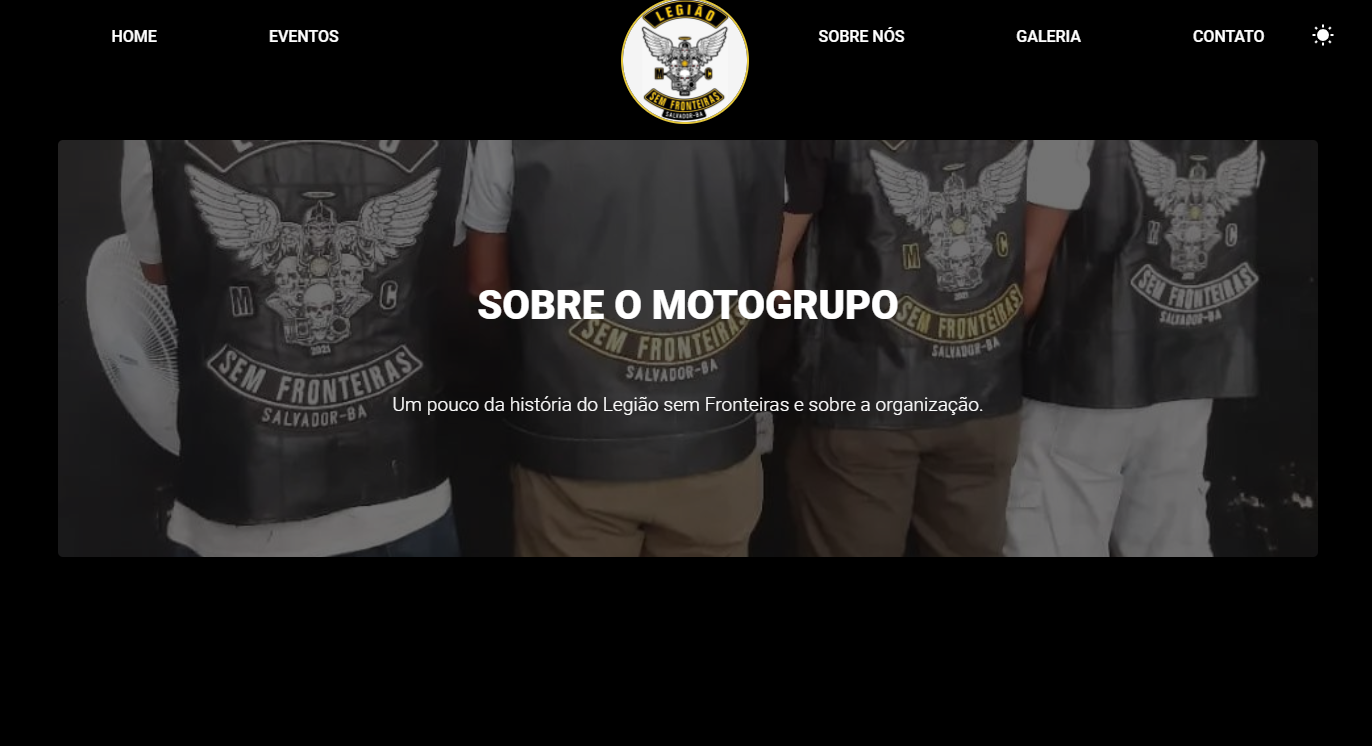 HOME
EVENTOS
LEGIÃO
M C
SEM FRONTEIRAS
SALVADOR-BA
SOBRE NÓS
GALERIA
CONTATO
M C
2021
SEM FRONTEIRAS
SALVADOR-BA
SEM FRONTEIRAS
SALVADOR-BA
M C
2021
SEM FRONTEIRAS
SALVADOR-BA
M C
SEM FRONTEIRAS
SALVADOR-BA
SOBRE O MOTOGRUPO
Um pouco da história do Legião sem Fronteiras e sobre a organização.